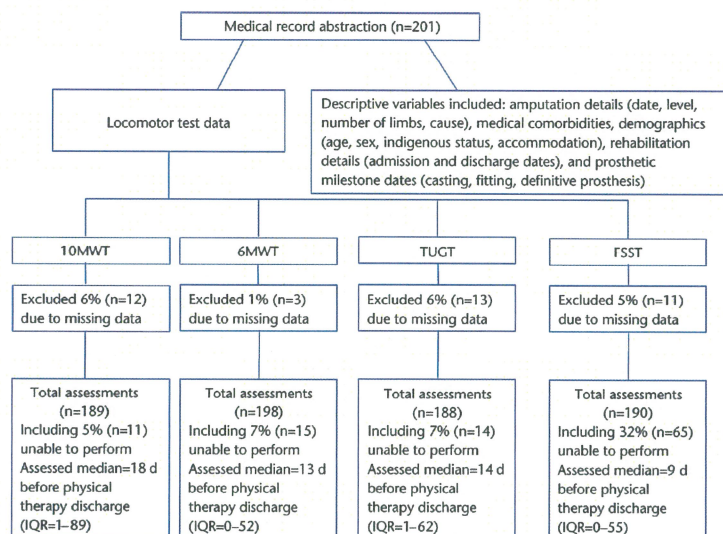 Medical record abstraction (n=201)
Locomotor test data
Descriptive variables included: amputation details (date, level,
number of limbs, cause), medical comorbidities, demographics
(age, sex, indigenous status, accommodation), rehabilitation
details (admission and discharge dates), and prosthetic
milestone dates (casting, fitting, definitive prosthesis)
10MWT
6MWT
TUGT
ΓSST
Excluded 6% (n=12)
due to missing data
Excluded 1% (n=3)
due to missing data
Excluded 6% (n=13)
due to missing data
Excluded 5% (n=11)
due to missing data
Total assessments
(n=189)
Including 5% (n=11)
unable to perform
Assessed median=18 d
before physical
therapy discharge
(IQR=1–89)
Total assessments
(n=198)
Including 7% (n=15)
unable to perform
Assessed median=13 d
before physical
therapy discharge
(IQR=0–52)
Total assessments
(n=188)
Including 7% (n=14)
unable to perform
Assessed median=14 d
before physical
therapy discharge
(IQR=1–62)
Total assessments
(n=190)
Including 32% (n=65)
unable to perform
Assessed median=9 d
before physical
therapy discharge
(IQR=0–55)